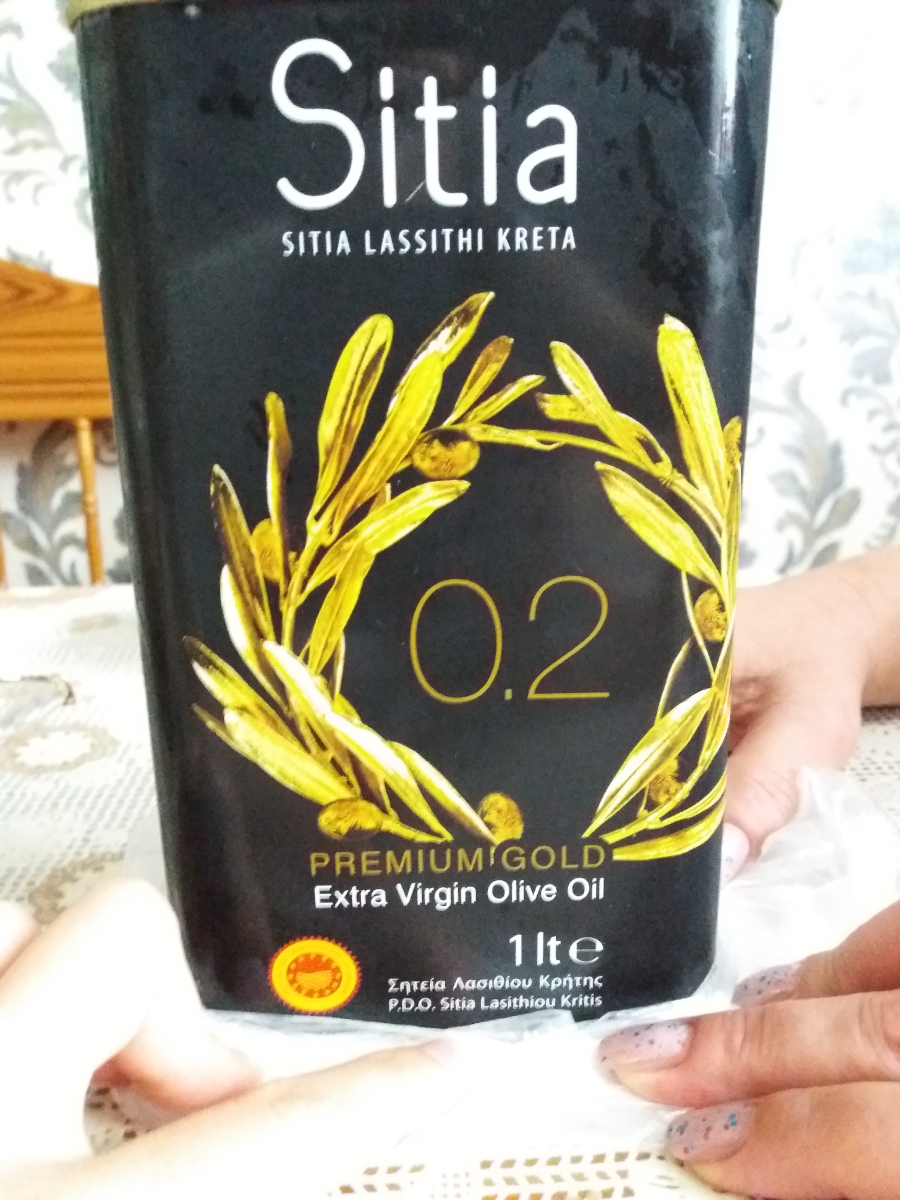 Sitia
SITIA LASSITHI KRETA
0.2
PREMIUM GOLD
Extra Virgin Olive Oil
1 lt e
Σητεία Λασιθίου Κρήτης
P.D.O. Sitia Lasithiou Kritis